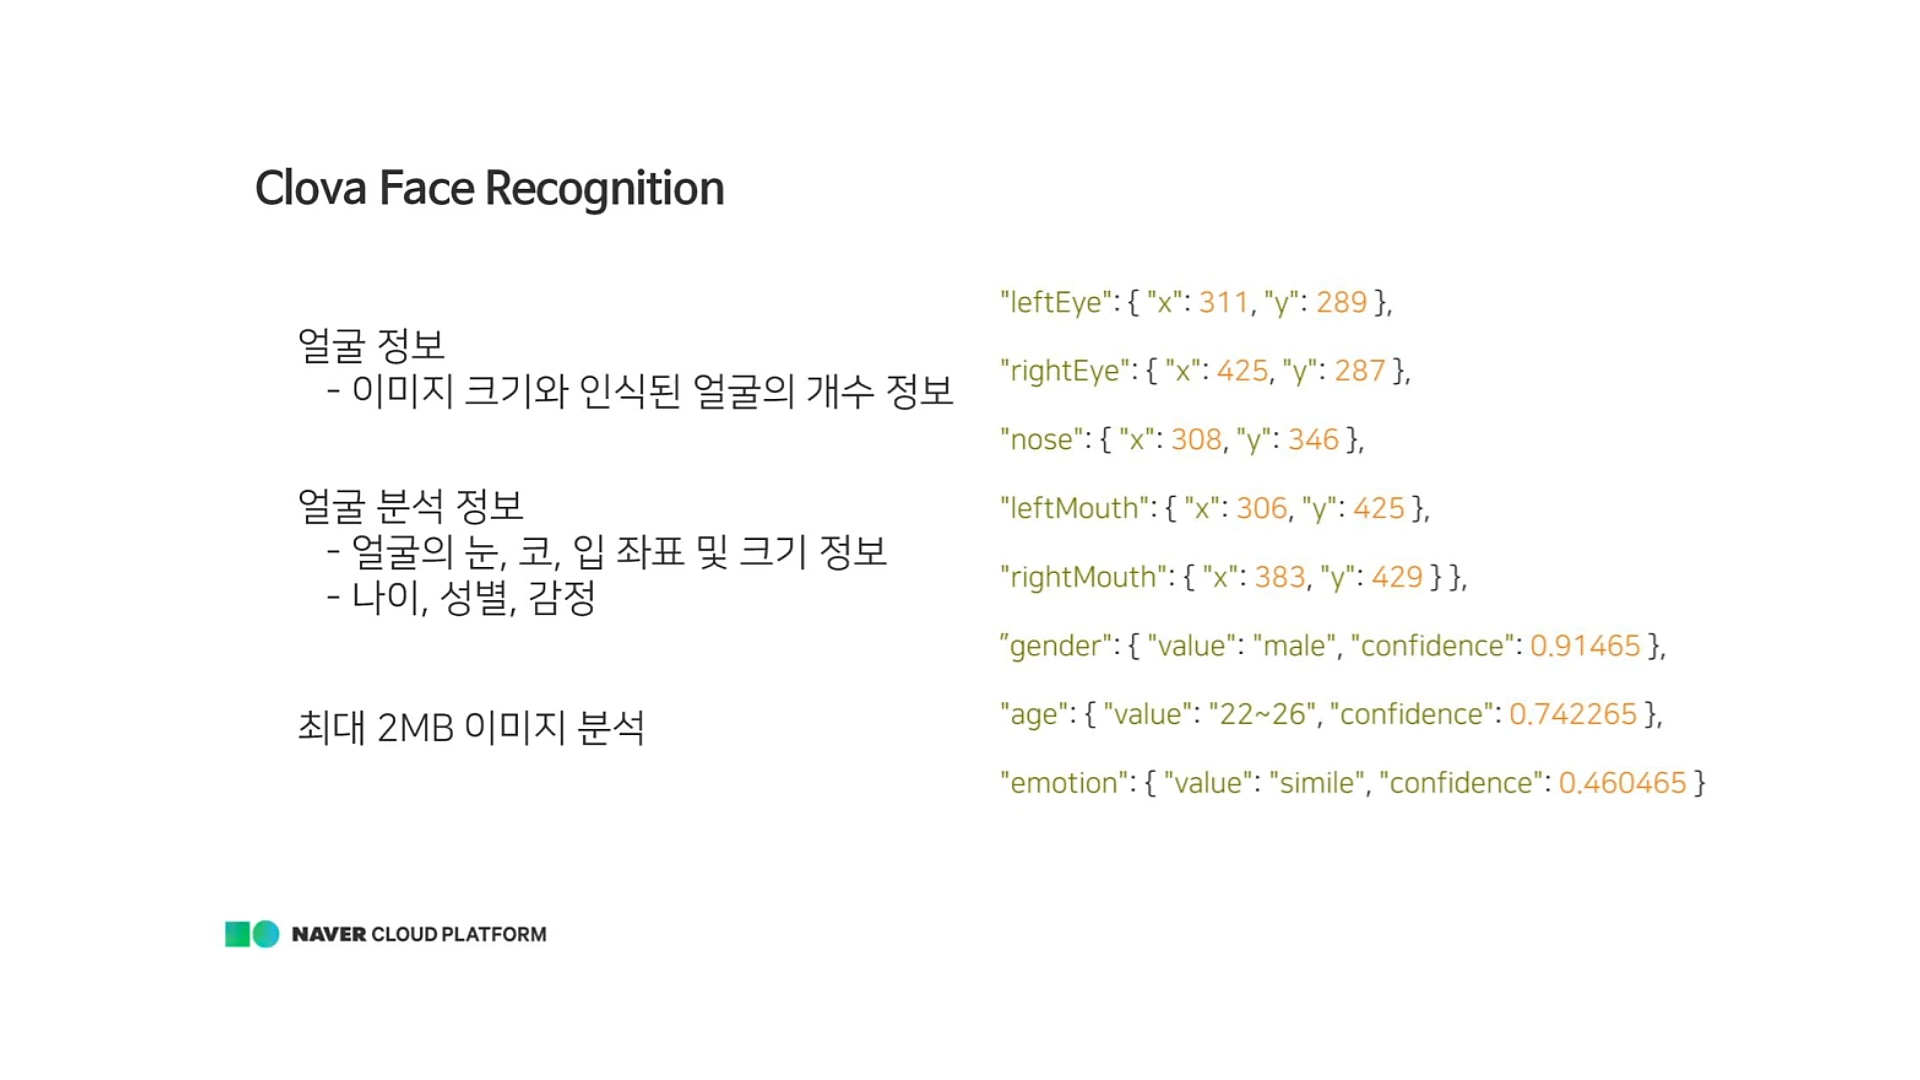 Clova Face Recognition
얼굴 정보
- 이미지 크기와 인식된 얼굴의 개수 정보
얼굴 분석 정보
- 얼굴의 눈, 코, 입 좌표 및 크기 정보
- 나이, 성별, 감정
최대 2MB 이미지 분석
"leftEye": { "x": 311, "y": 289 },
"rightEye": { "x": 425, "y": 287 },
"nose": { "x": 308, "y": 346 },
"leftMouth": { "x": 306, "y": 425 },
"rightMouth": { "x": 383, "y": 429 } },
”gender": { "value": "male", "confidence": 0.91465 },
"age": { "value": "22~26", "confidence": 0.742265 },
"emotion": { "value": "simile", "confidence": 0.460465 }
NAVER CLOUD PLATFORM